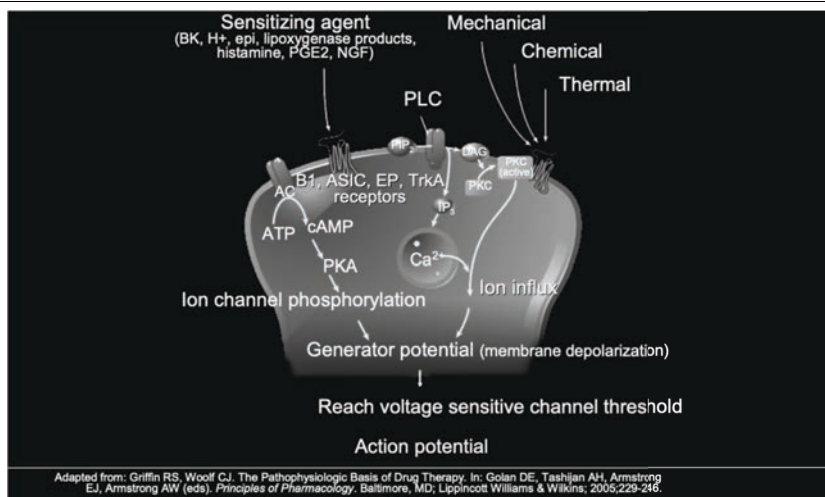 Sensitizing agent
(BK, H+, epi, lipoxygenase products,
histamine, PGE2, NGF)
Mechanical
Chemical
Thermal
PLC
PIP2
DAG
PKC
(active)
PKC
B1, ASIC, EP, TrkA
receptors
AC
IP3
ATP
cAMP
Ca2+
PKA
Ion influx
Ion channel phosphorylation
Generator potential (membrane depolarization)
Reach voltage sensitive channel threshold
Action potential
Adapted from: Griffin RS, Woolf CJ. The Pathophysiologic Basis of Drug Therapy. In: Golan DE, Tashijan AH, Armstrong
EJ, Armstrong AW (eds). Principles of Pharmacology. Baltimore, MD; Lippincott Williams & Wilkins; 2005;229-246.